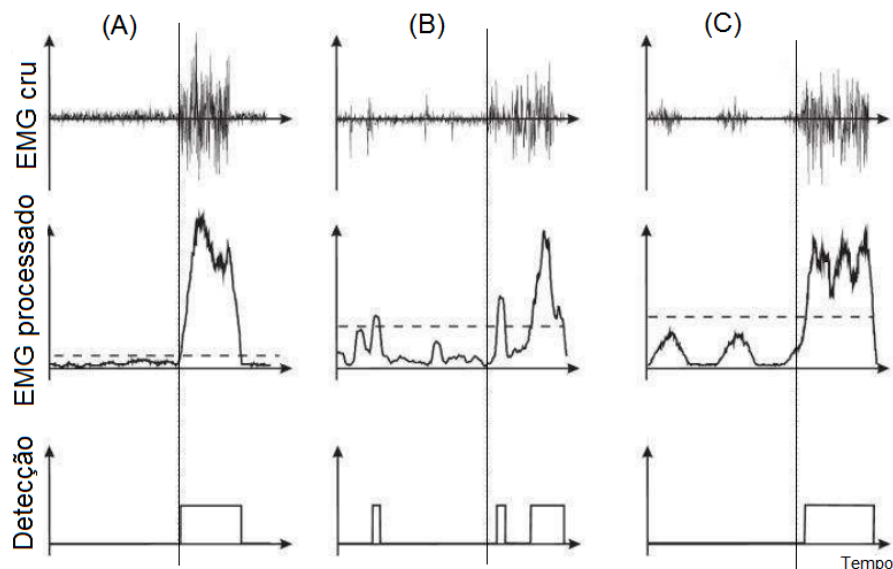 (A)
(B)
(C)
EMG cru
EMG processado
Detecção
Tempo